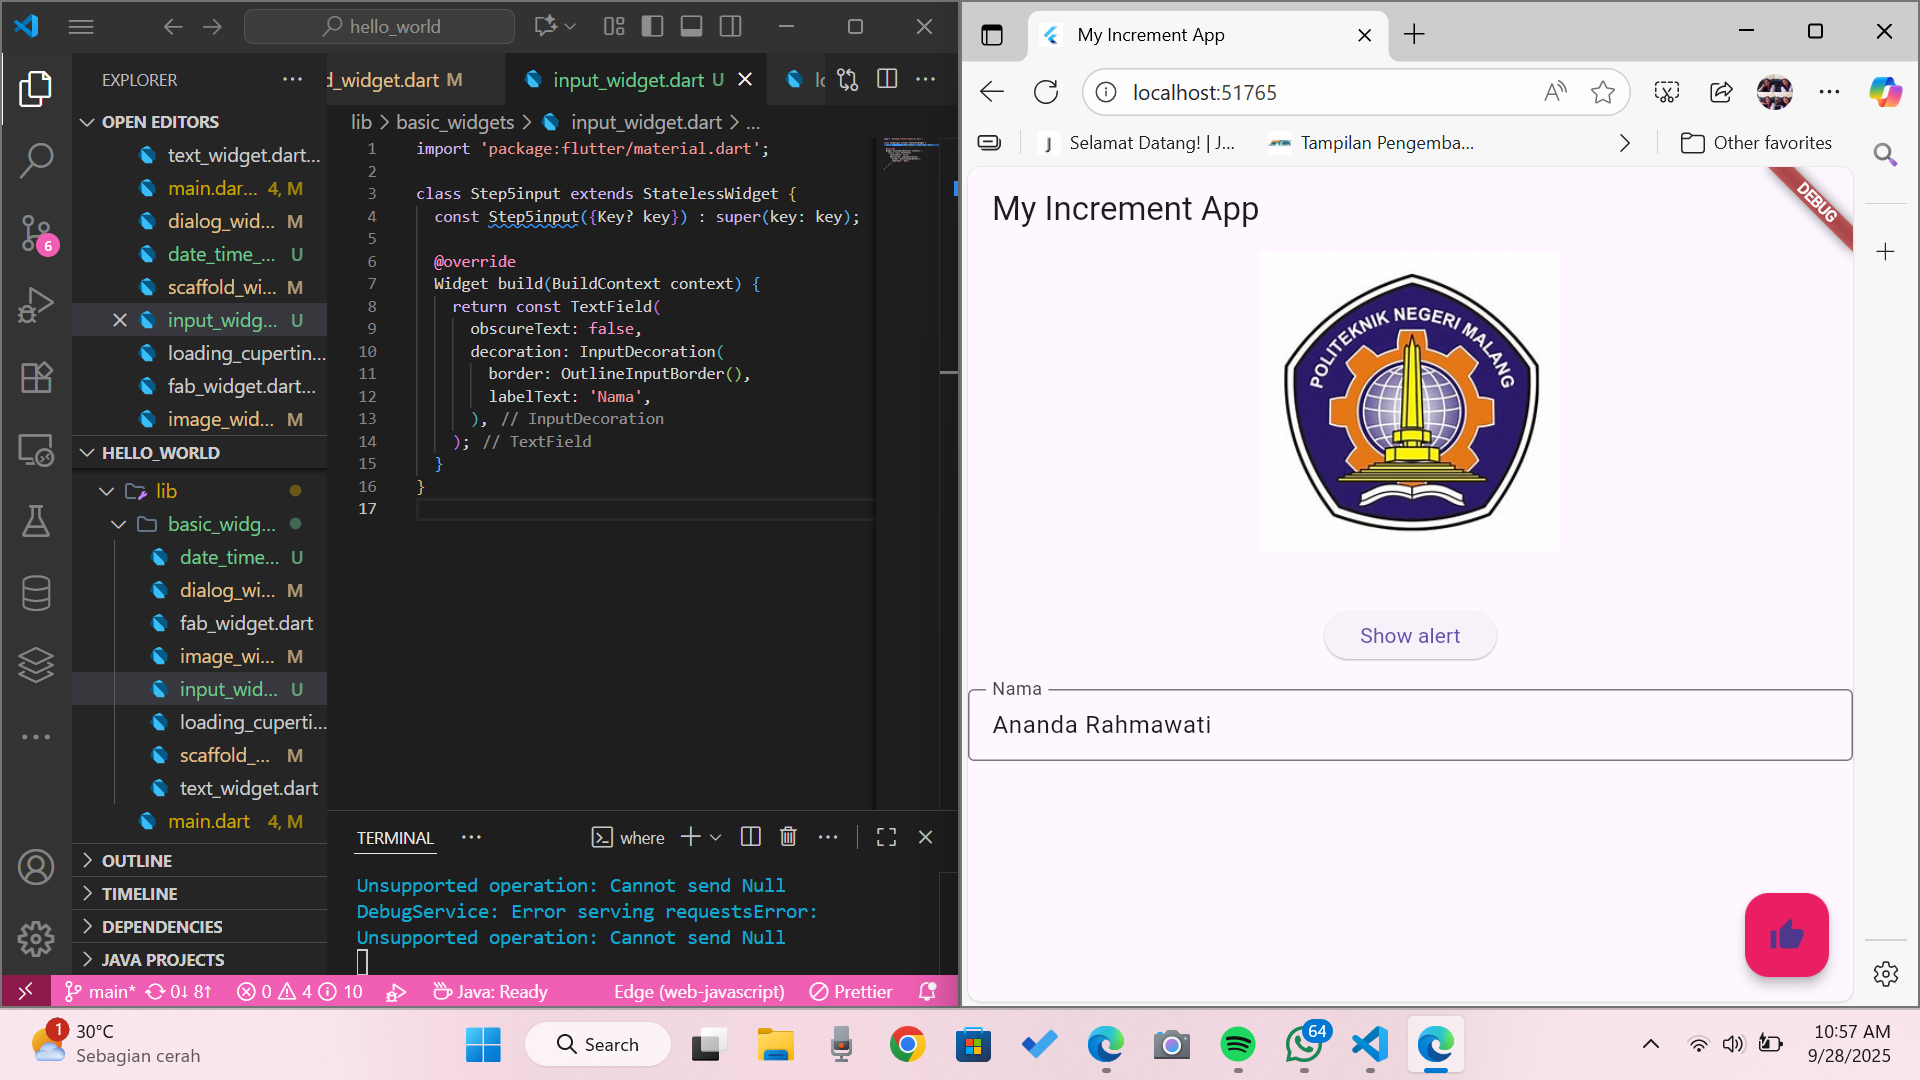 hello_world
EXPLORER
d_widget.dart M
input_widget.dart U
OPEN EDITORS
text_widget.dart...
main.dar... 4, M
dialog_wid... M
date_time_... U
scaffold_wi... M
input_widg... U
loading_cupertin...
fab_widget.dart...
image_wid... M
HELLO_WORLD
lib
basic_widg...
date_time... U
dialog_wi... M
fab_widget.dart
image_wi... M
input_wid... U
loading_cuperti...
scaffold_... M
text_widget.dart
main.dart 4, M
OUTLINE
TIMELINE
DEPENDENCIES
JAVA PROJECTS
6
lib > basic_widgets > input_widget.dart > ...
1 import 'package:flutter/material.dart';
2
3 class Step5input extends StatelessWidget {
4 const Step5input({Key? key}) : super(key: key);
5
6 @override
7 Widget build(BuildContext context) {
8 return const TextField(
9 obscureText: false,
10 decoration: InputDecoration(
11 border: OutlineInputBorder(),
12 labelText: 'Nama',
13 ), // InputDecoration
14 ); // TextField
15 }
16 }
17
TERMINAL
where
Unsupported operation: Cannot send Null
DebugService: Error serving requestsError:
Unsupported operation: Cannot send Null
main* 0↓ 8↑ 0 4 10 Java: Ready Edge (web-javascript) Prettier
My Increment App
localhost:51765
Selamat Datang! | J...
Tampilan Pengemba...
Other favorites
My Increment App
DEBUG
POLITEKNIK NEGERI MALANG
Show alert
Nama
Ananda Rahmawati
1
30°C
Sebagian cerah
Search
64
10:57 AM
9/28/2025